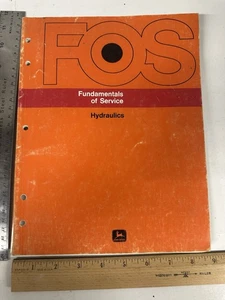 FOS
Fundamentals
of Service
Hydraulics